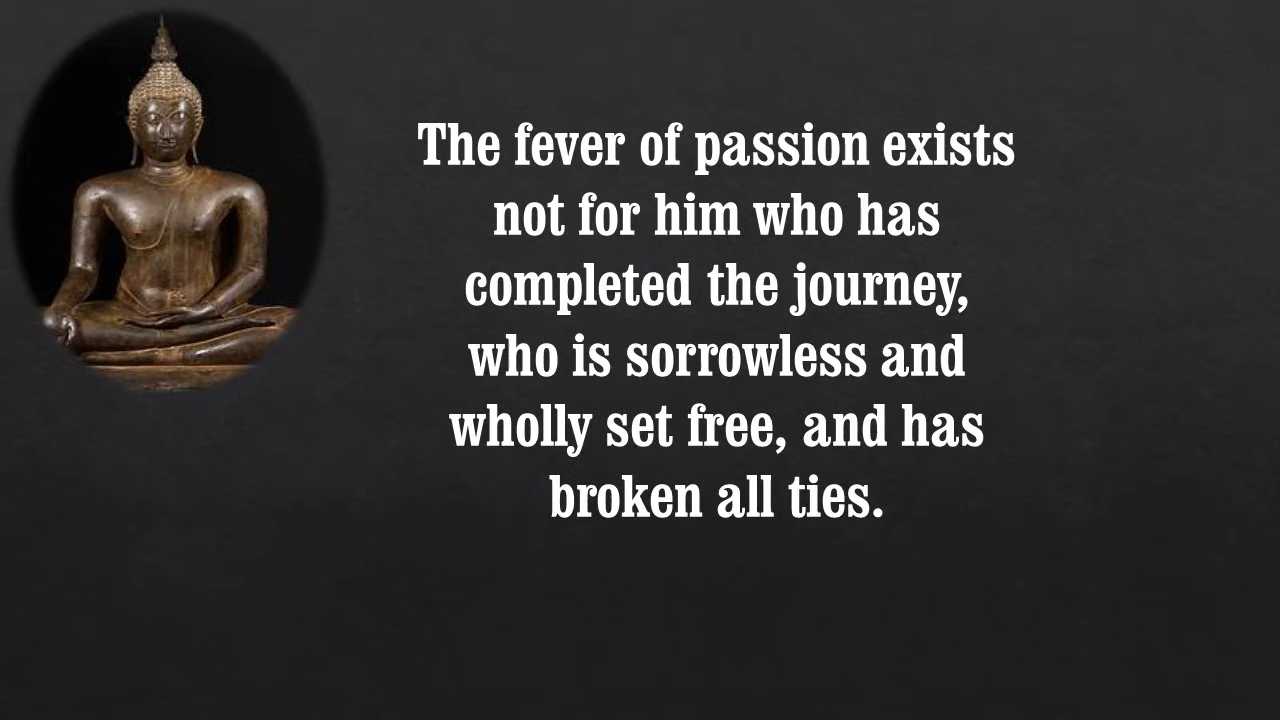 The fever of passion exists
not for him who has
completed the journey,
who is sorrowless and
wholly set free, and has
broken all ties.